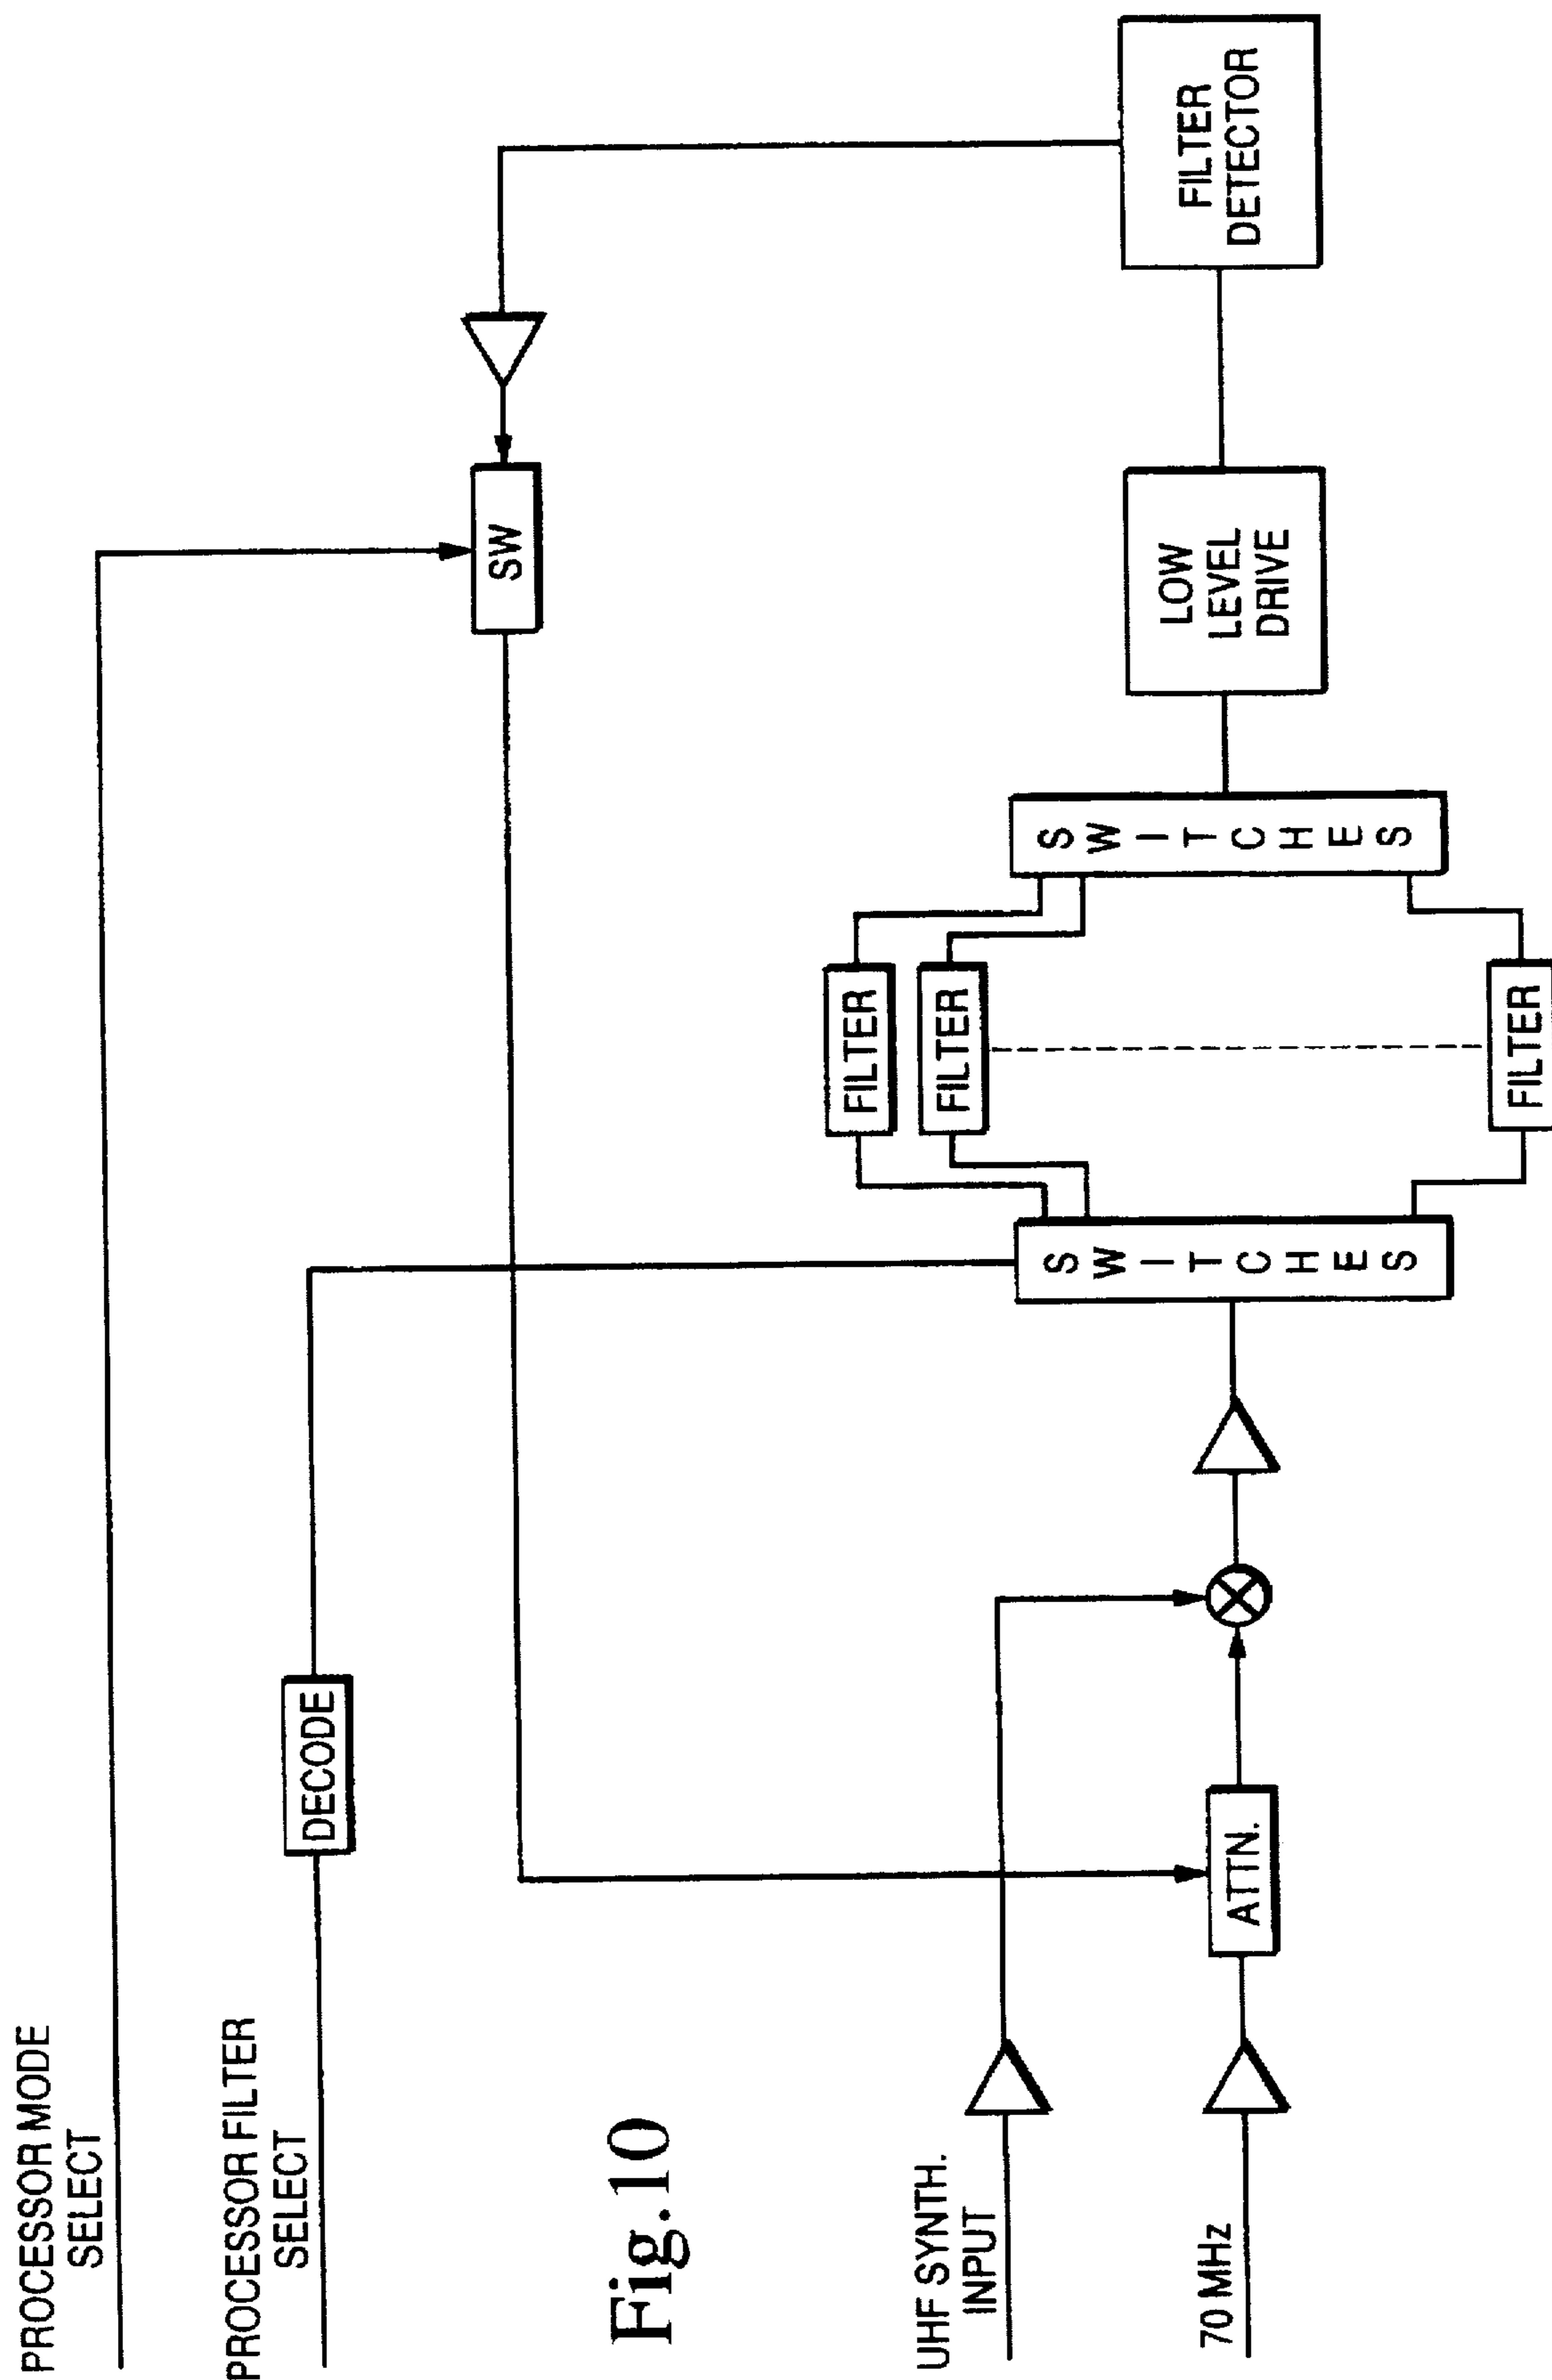 PROCESSOR MODE
SELECT
PROCESSOR FILTER
SELECT
DECODE
SW
Fig.10
UHF SYNTH.
INPUT
70 MHz
ATTN.
SWITCHES
FILTER
FILTER
FILTER
SWITCHES
LOW
LEVEL
DRIVE
FILTER
DETECTOR